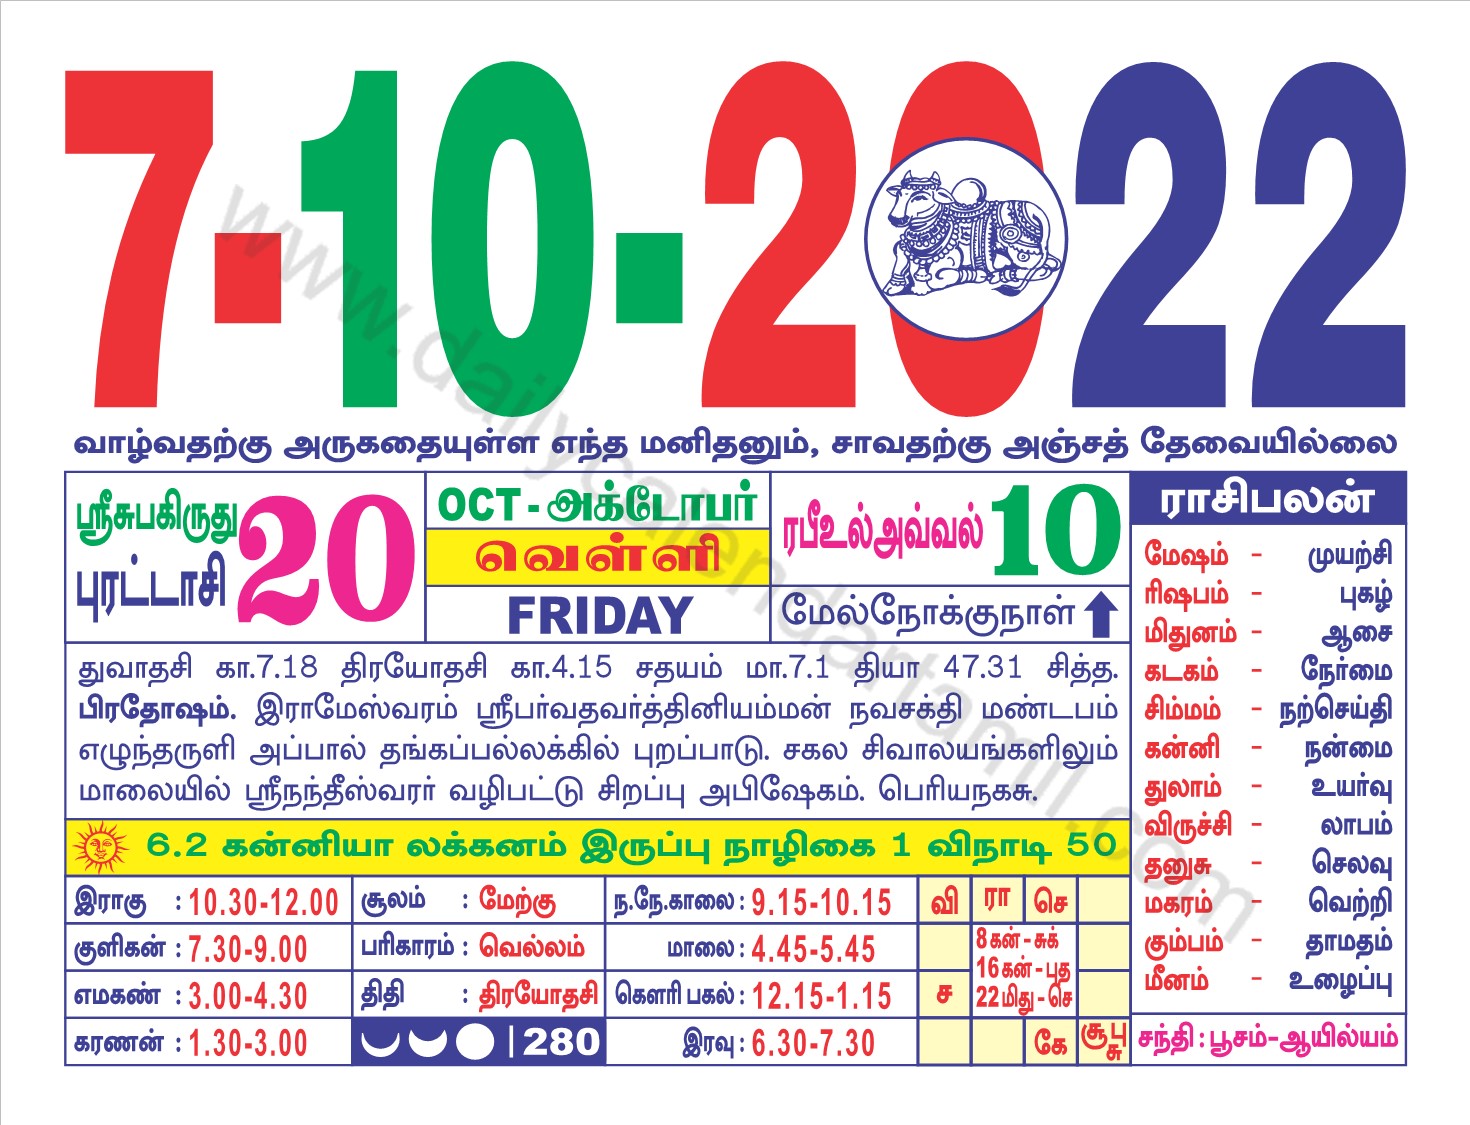 7-10-2022
வாழ்வதற்கு அருகதையுள்ள எந்த மனிதனும், சாவதற்கு அஞ்சத் தேவையில்லை
ஸ்ரீசுபகிருது
புரட்டாசி 20
OCT - அக்டோபர்
வெள்ளி
FRIDAY
ரபீஉல்அவ்வல் 10
மேல்நோக்குநாள்
துவாதசி கா.7.18 திரயோதசி கா.4.15 சதயம் மா.7.1 தியா 47.31 சித்த.
பிரதோஷம். இராமேஸ்வரம் ஸ்ரீபர்வதவர்த்தினியம்மன் நவசக்தி மண்டபம்
எழுந்தருளி அப்பால் தங்கப்பல்லக்கில் புறப்பாடு. சகல சிவாலயங்களிலும்
மாலையில் ஸ்ரீநந்தீஸ்வரர் வழிபட்டு சிறப்பு அபிஷேகம். பெரியநகசு.
6.2 கன்னியா லக்கனம் இருப்பு நாழிகை 1 விநாடி 50
இராகு : 10.30-12.00
குளிகன் : 7.30-9.00
எமகண் : 3.00-4.30
கரணன் : 1.30-3.00
சூலம் : மேற்கு
பரிகாரம் : வெல்லம்
திதி : திரயோதசி
280
ந.நே.காலை : 9.15-10.15
மாலை : 4.45-5.45
கௌரி பகல் : 12.15-1.15
இரவு : 6.30-7.30
வி ரா செ
8கன் - சுக்
16கன் - புத
22மிது - செ
ச
கே சூ பு
சு
ராசிபலன்
மேஷம் - முயற்சி
ரிஷபம் - புகழ்
மிதுனம் - ஆசை
கடகம் - நேர்மை
சிம்மம் - நற்செய்தி
கன்னி - நன்மை
துலாம் - உயர்வு
விருச்சி - லாபம்
தனுசு - செலவு
மகரம் - வெற்றி
கும்பம் - தாமதம்
மீனம் - உழைப்பு
சந்தி : பூசம்-ஆயில்யம்
www.dailycalendartamil.com